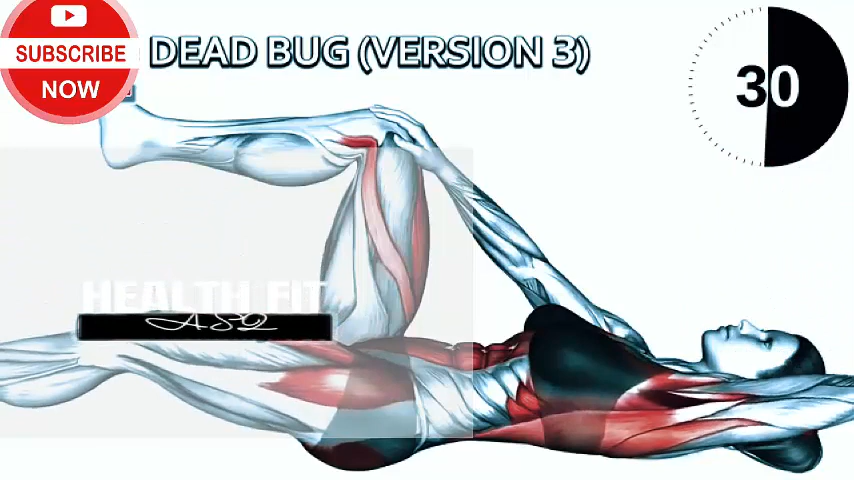 SUBSCRIBE
NOW
DEAD BUG (VERSION 3)
30
HEALTH FIT